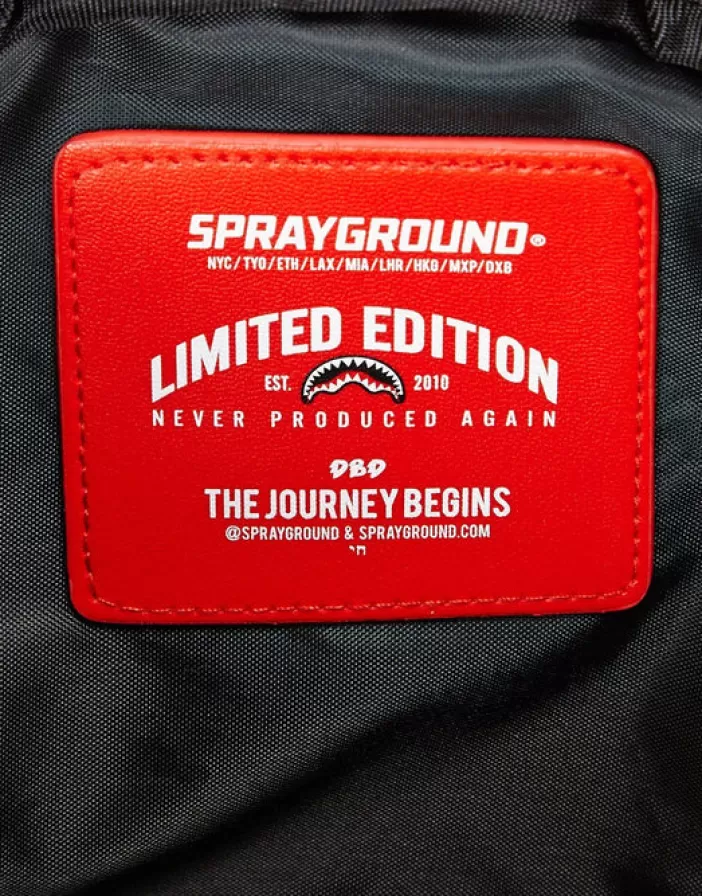 SPRAYGROUND®
NYC/TYO/ETH/LAX/MIA/LHR/HKG/MXP/DXB
LIMITED EDITION
EST. 2010
NEVER PRODUCED AGAIN
DBD
THE JOURNEY BEGINS
@SPRAYGROUND & SPRAYGROUND.COM
חי